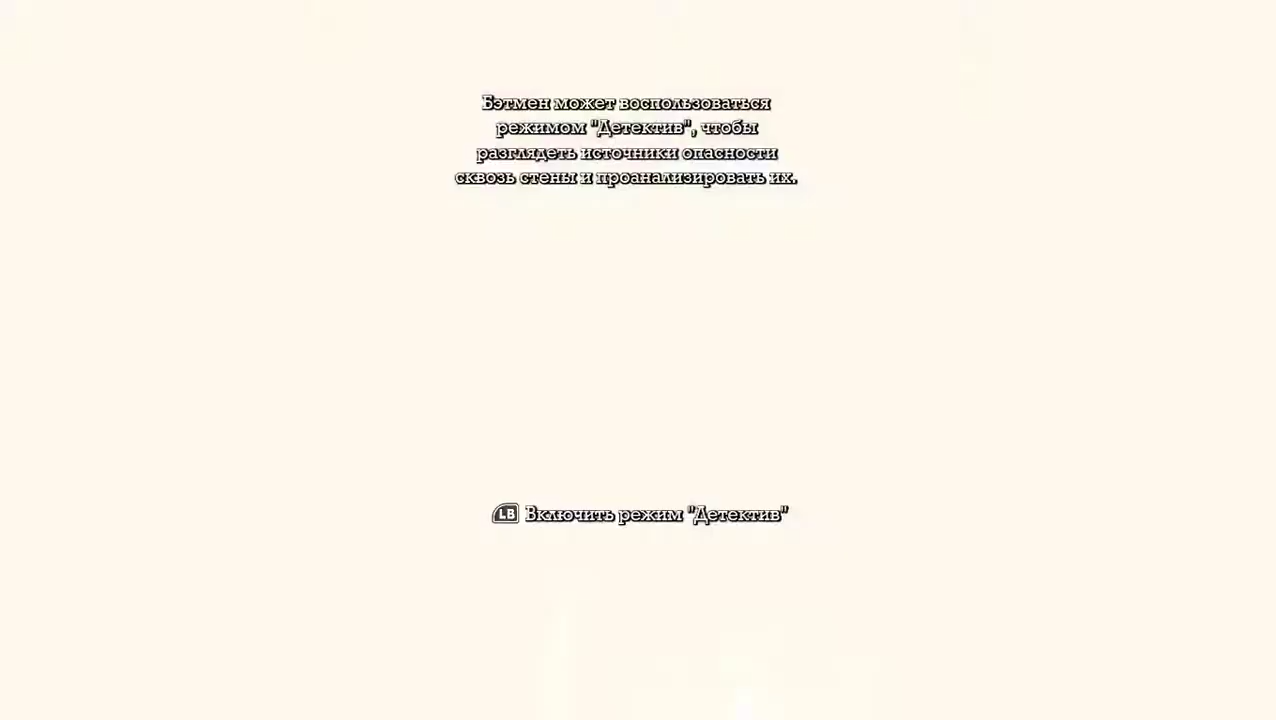 Бэтмен может воспользоваться
режимом "Детектив", чтобы
разглядеть источники опасности
сквозь стены и проанализировать их.
LB Включить режим "Детектив"